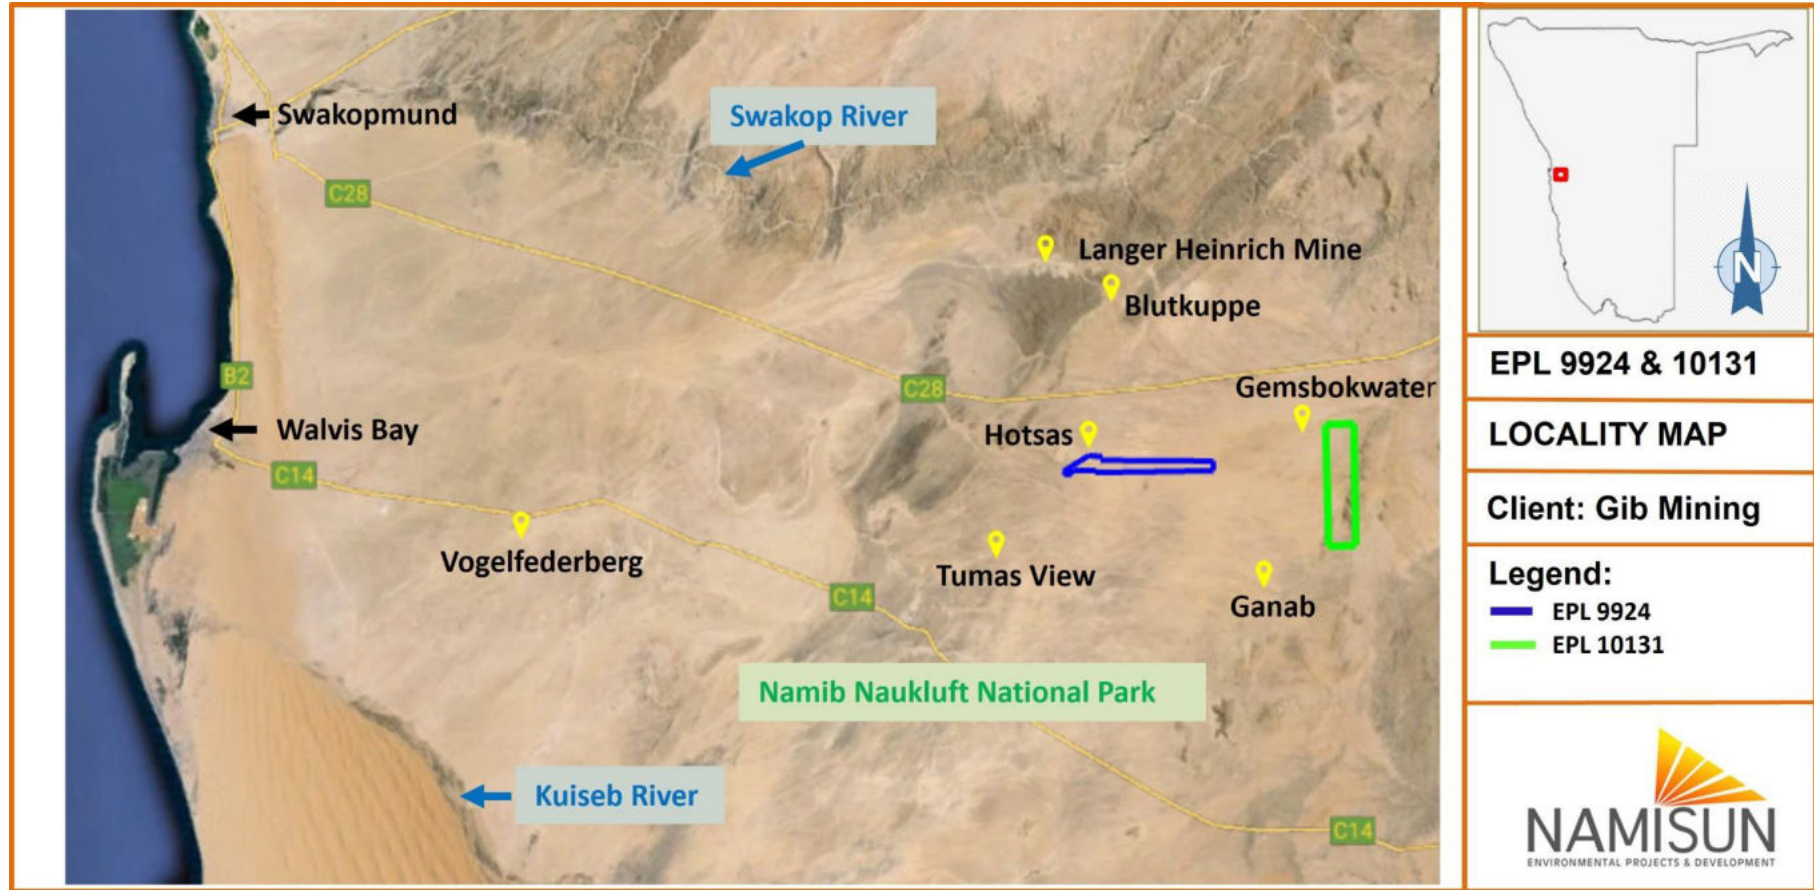 Swakopmund
Swakop River
C28
Langer Heinrich Mine
Blutkuppe
B2
C28
Gemsbokwater
Walvis Bay
Hotsas
C14
Vogelfederberg
Tumas View
C14
Ganab
Namib Naukluft National Park
Kuiseb River
C14
N
EPL 9924 & 10131
LOCALITY MAP
Client: Gib Mining
Legend:
EPL 9924
EPL 10131
NAMISUN
ENVIRONMENTAL PROJECTS & DEVELOPMENT